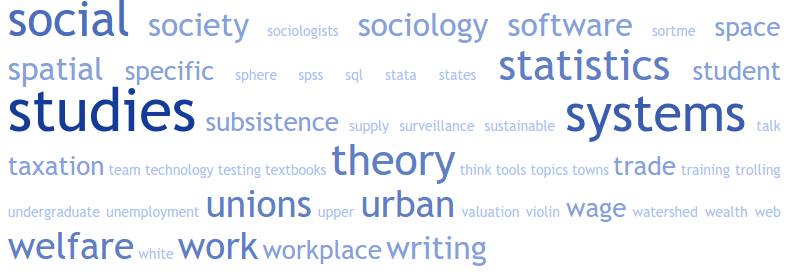 social society sociologists sociology software sortme space
spatial specific sphere spss sql stata states statistics student
studies subsistence supply surveillance sustainable systems talk
taxation team technology testing textbooks theory think tools topics towns trade training trolling
undergraduate unemployment unions upper urban valuation violin wage watershed wealth web
welfare white work workplace writing